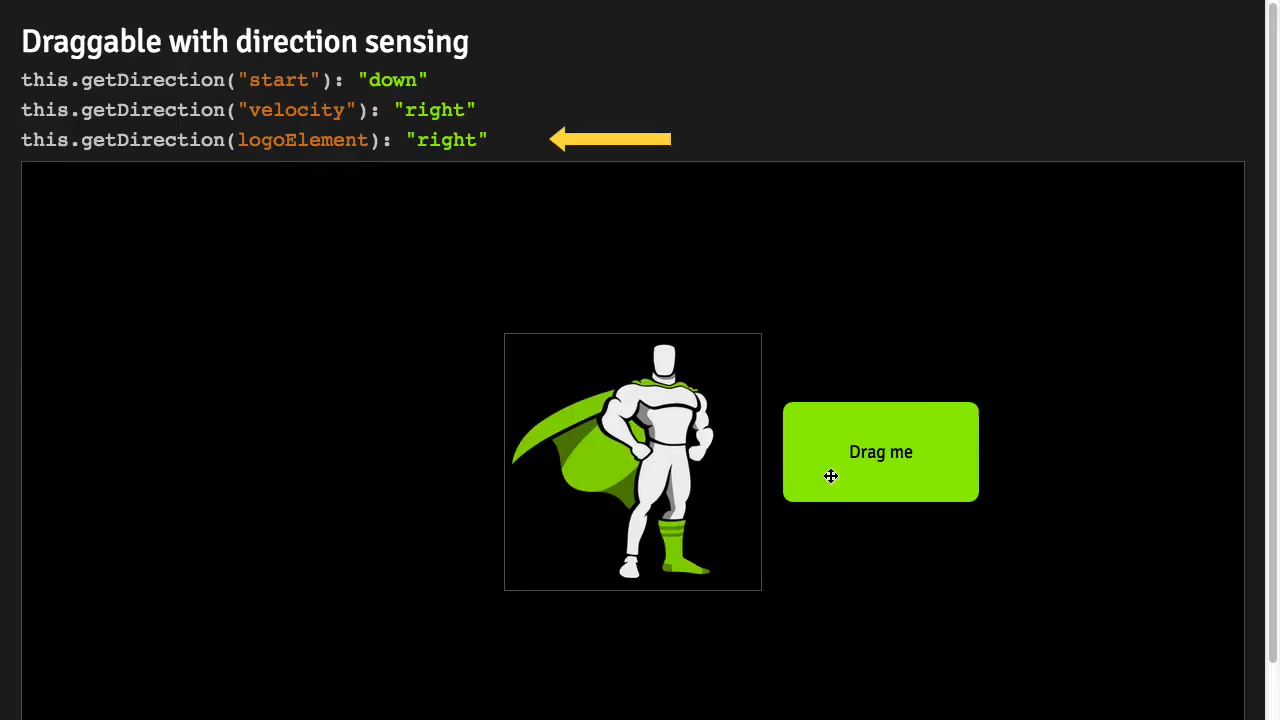 Draggable with direction sensing
this.getDirection("start"): "down"
this.getDirection("velocity"): "right"
this.getDirection(logoElement): "right"
Drag me